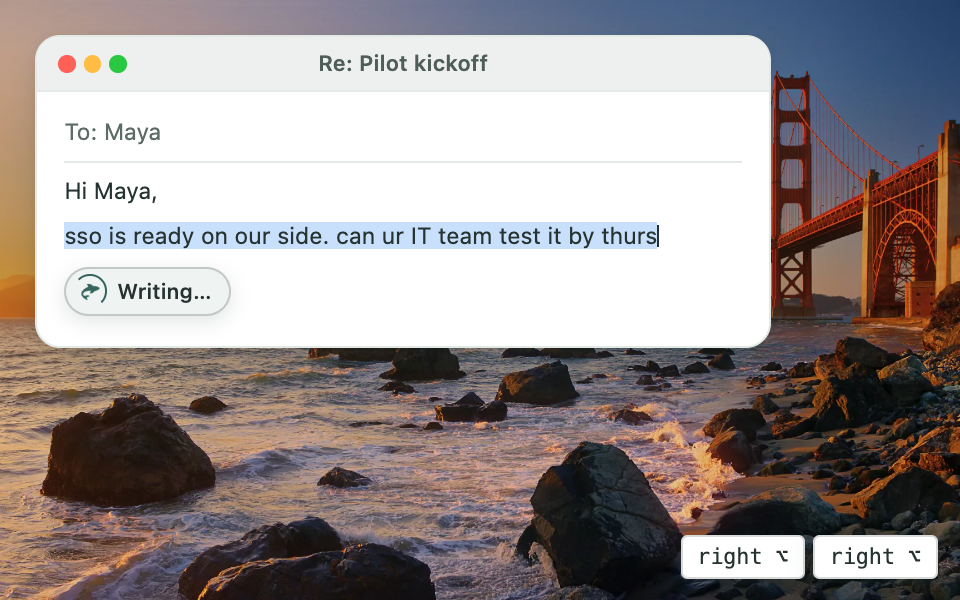 Re: Pilot kickoff
To: Maya
Hi Maya,
sso is ready on our side. can ur IT team test it by thurs
Writing...
right ⌥ right ⌥